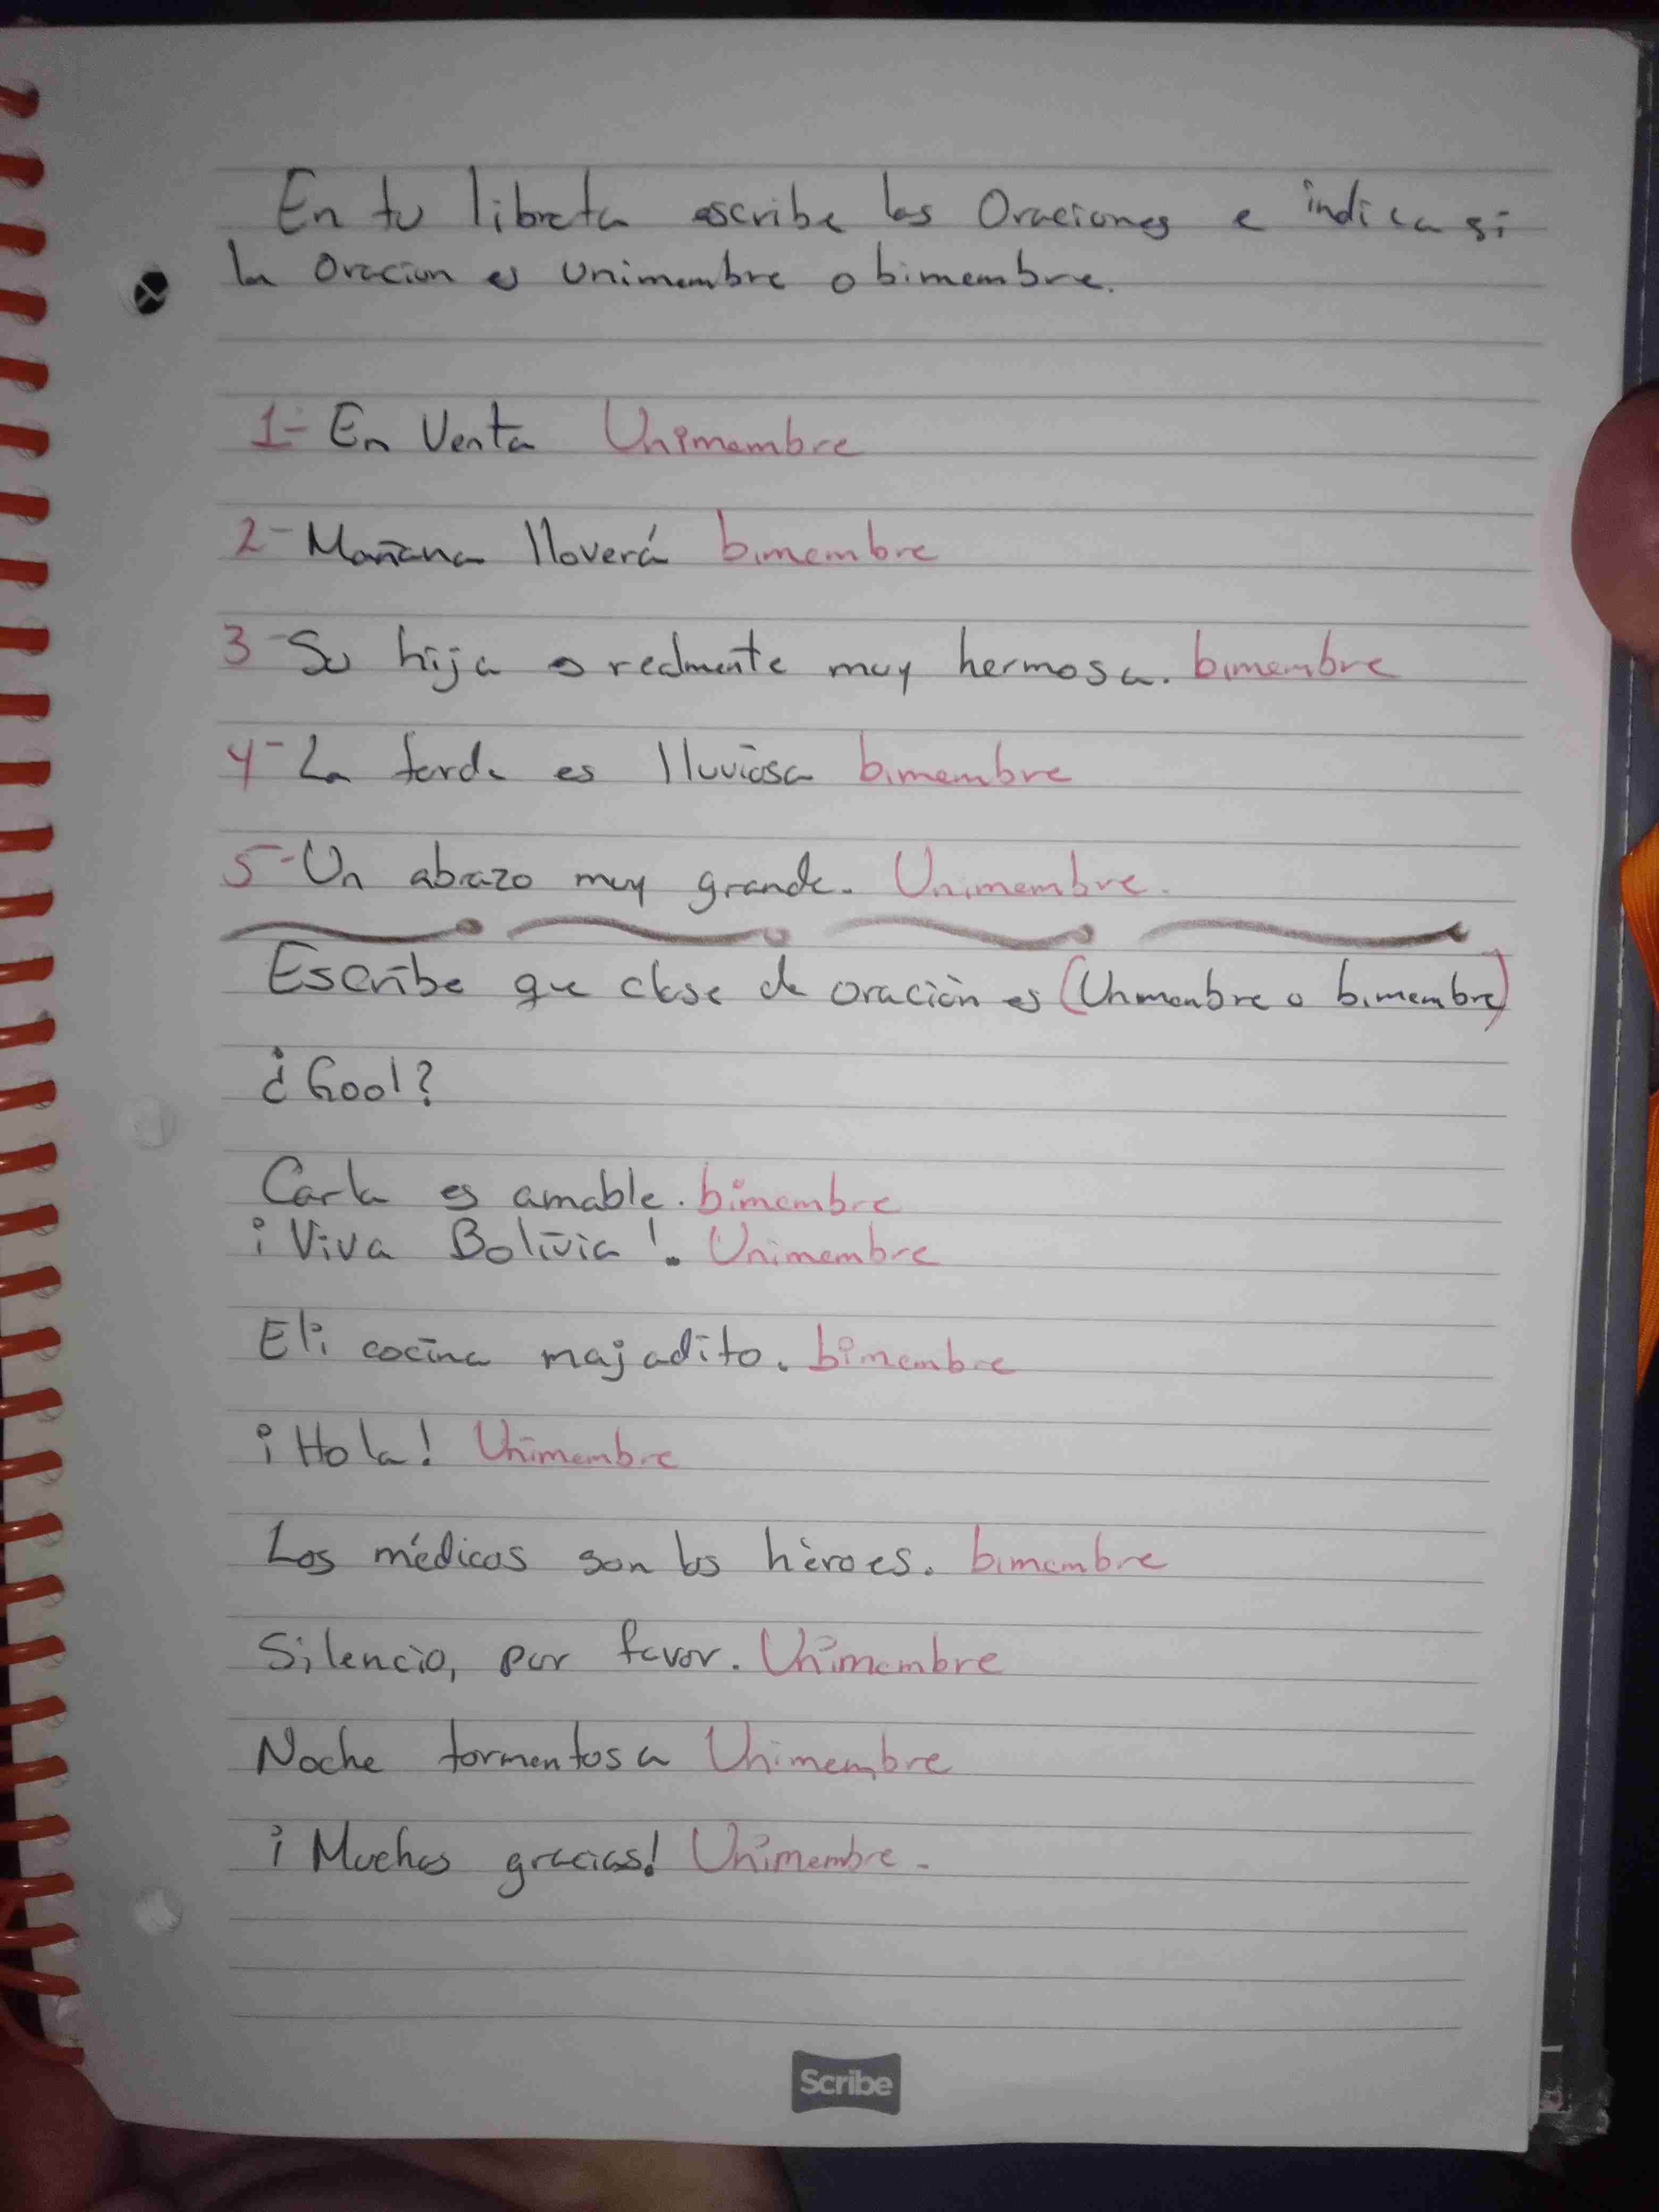 En tu libreta escribe las Oraciones e indica si
la Oracion es unimembre o bimembre.
1- En Venta Unimembre
2- Mañana lloverá bimembre
3- Su hija es realmente muy hermosa. bimembre
4- La tarde es lluviosa bimembre
5- Un abrazo muy grande. Unimembre.
Escribe que clase de oración es (Unimembre o bimembre)
¿Gool?
Carla es amable. bimembre
¡Viva Bolivia!. Unimembre
Eli cocina majadito. bimembre
¡Hola! Unimembre
Los médicos son los héroes. bimembre
Silencio, por favor. Unimembre
Noche tormentosa Unimembre
¡Muchas gracias! Unimembre.
Scribe